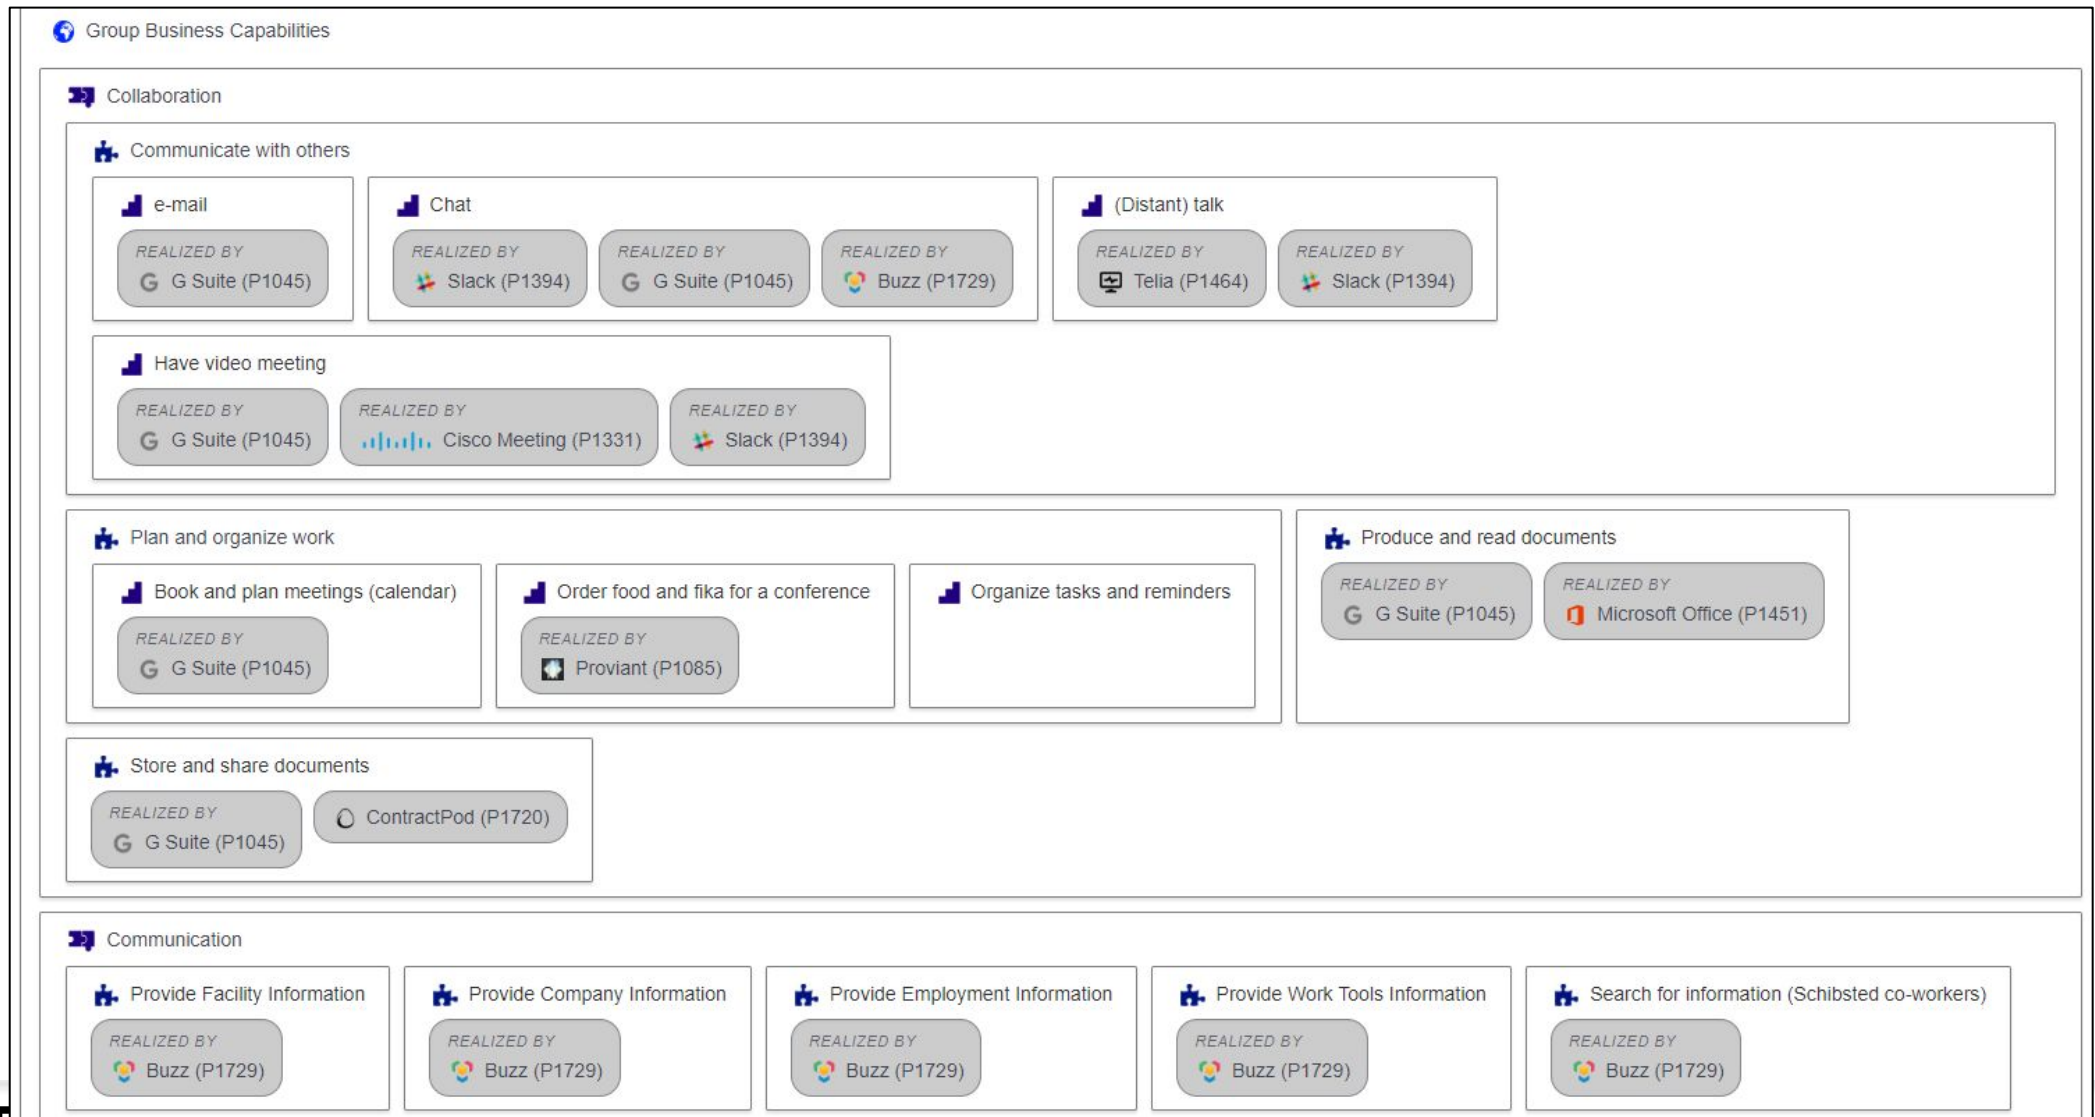 Group Business Capabilities
Collaboration
Communicate with others
e-mail
REALIZED BY
G Suite (P1045)
Chat
REALIZED BY
Slack (P1394)
REALIZED BY
G Suite (P1045)
REALIZED BY
Buzz (P1729)
(Distant) talk
REALIZED BY
Telia (P1464)
REALIZED BY
Slack (P1394)
Have video meeting
REALIZED BY
G Suite (P1045)
REALIZED BY
Cisco Meeting (P1331)
REALIZED BY
Slack (P1394)
Plan and organize work
Book and plan meetings (calendar)
REALIZED BY
G Suite (P1045)
Order food and fika for a conference
REALIZED BY
Proviant (P1085)
Organize tasks and reminders
Produce and read documents
REALIZED BY
G Suite (P1045)
REALIZED BY
Microsoft Office (P1451)
Store and share documents
REALIZED BY
G Suite (P1045)
ContractPod (P1720)
Communication
Provide Facility Information
REALIZED BY
Buzz (P1729)
Provide Company Information
REALIZED BY
Buzz (P1729)
Provide Employment Information
REALIZED BY
Buzz (P1729)
Provide Work Tools Information
REALIZED BY
Buzz (P1729)
Search for information (Schibsted co-workers)
REALIZED BY
Buzz (P1729)